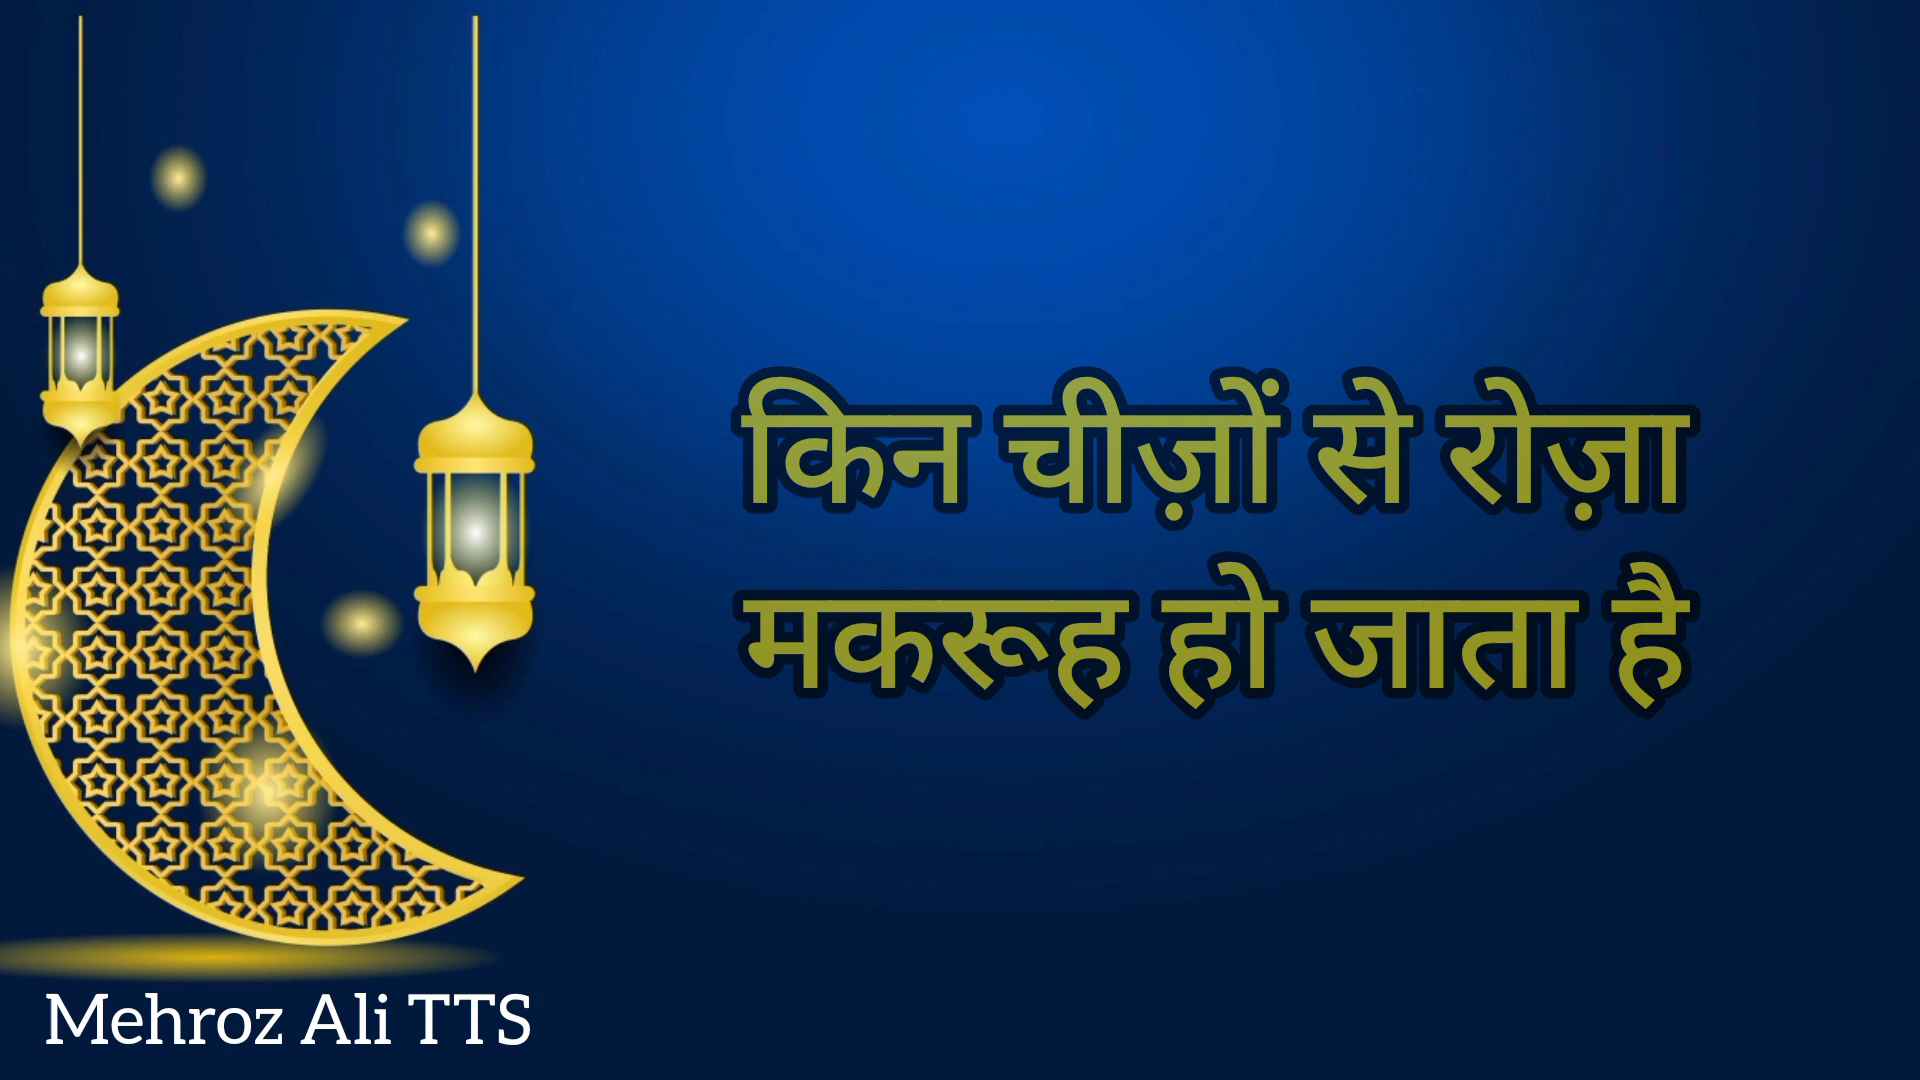 किन चीज़ों से रोज़ा
मकरूह हो जाता है
Mehroz Ali TTS